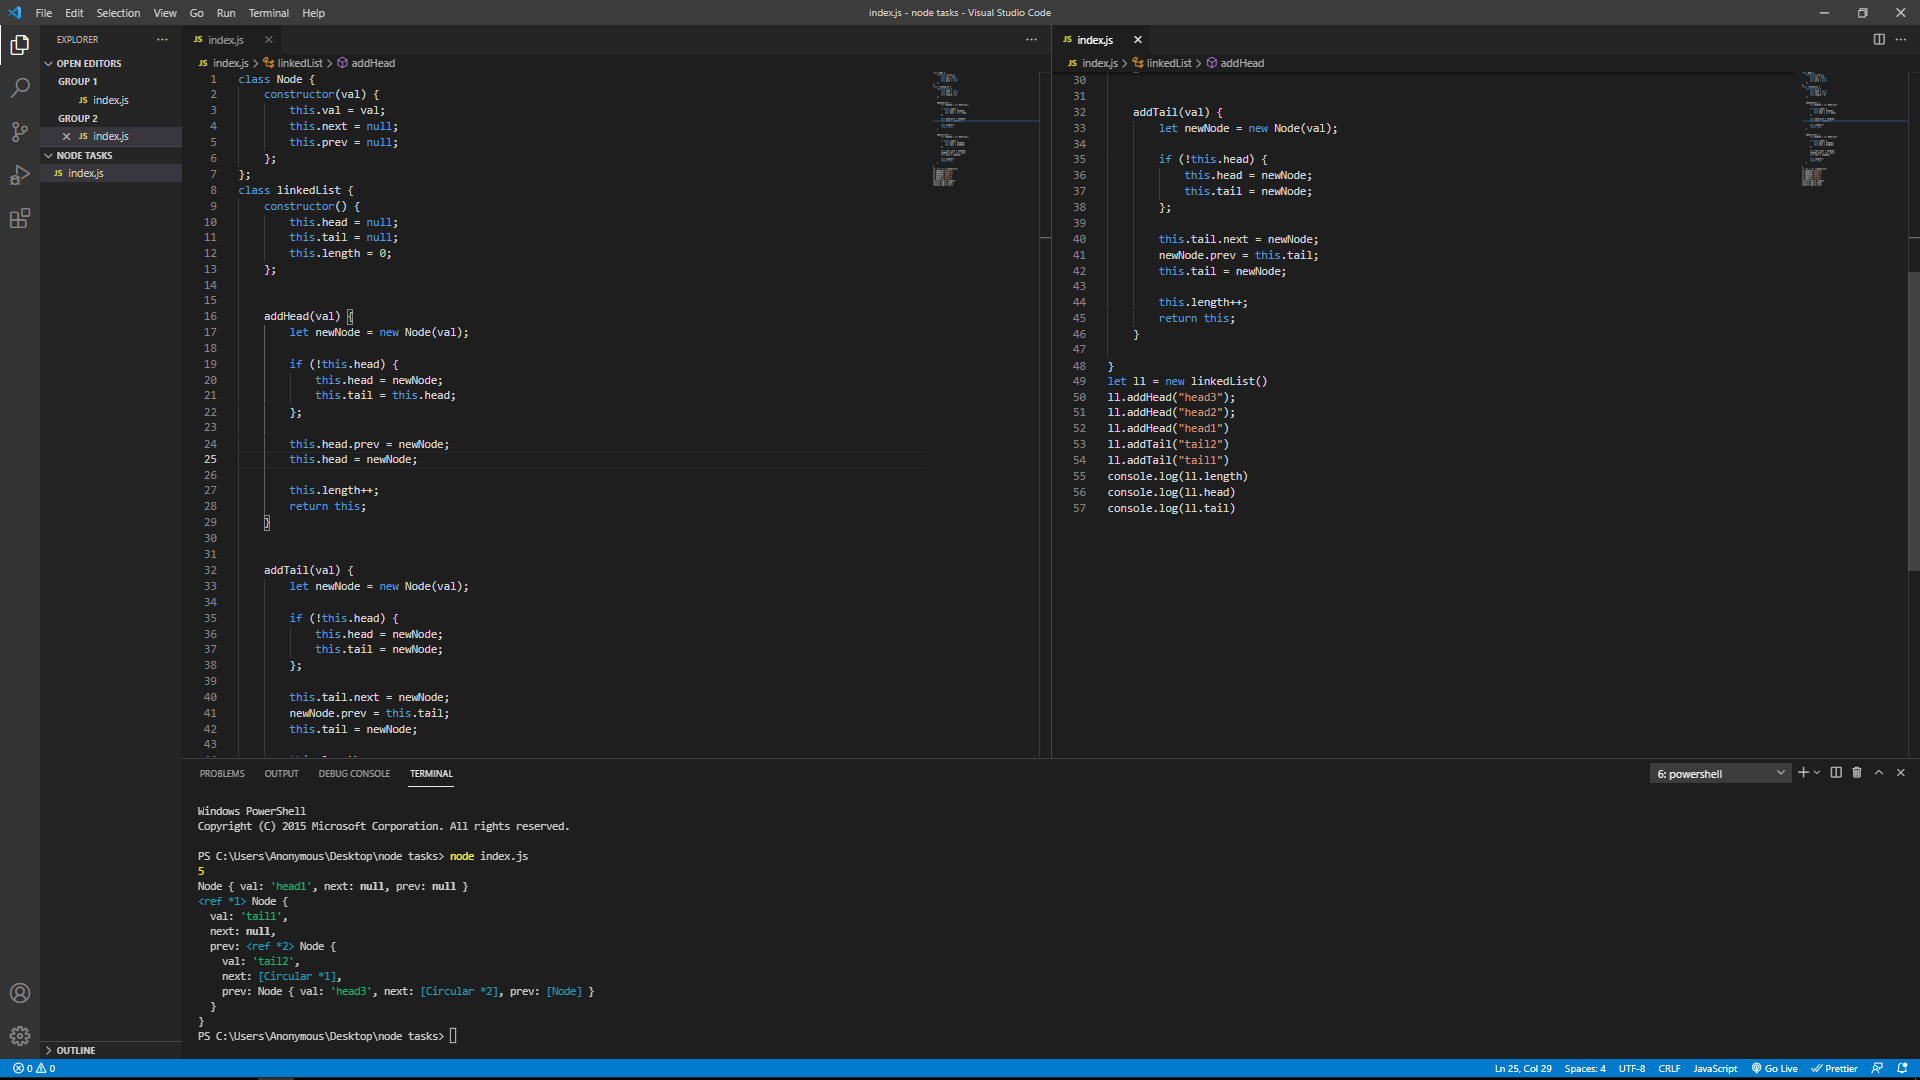 File Edit Selection View Go Run Terminal Help
index.js - node tasks - Visual Studio Code
EXPLORER
OPEN EDITORS
GROUP 1
JS index.js
GROUP 2
JS index.js
NODE TASKS
JS index.js
OUTLINE
JS index.js
JS index.js > linkedList > addHead
1 class Node {
2 constructor(val) {
3 this.val = val;
4 this.next = null;
5 this.prev = null;
6 };
7 };
8 class linkedList {
9 constructor() {
10 this.head = null;
11 this.tail = null;
12 this.length = 0;
13 };
14
15
16 addHead(val) {
17 let newNode = new Node(val);
18
19 if (!this.head) {
20 this.head = newNode;
21 this.tail = this.head;
22 };
23
24 this.head.prev = newNode;
25 this.head = newNode;
26
27 this.length++;
28 return this;
29 }
30
31
32 addTail(val) {
33 let newNode = new Node(val);
34
35 if (!this.head) {
36 this.head = newNode;
37 this.tail = newNode;
38 };
39
40 this.tail.next = newNode;
41 newNode.prev = this.tail;
42 this.tail = newNode;
43
JS index.js
JS index.js > linkedList > addHead
30
31
32 addTail(val) {
33 let newNode = new Node(val);
34
35 if (!this.head) {
36 this.head = newNode;
37 this.tail = newNode;
38 };
39
40 this.tail.next = newNode;
41 newNode.prev = this.tail;
42 this.tail = newNode;
43
44 this.length++;
45 return this;
46 }
47
48 }
49 let ll = new linkedList()
50 ll.addHead("head3");
51 ll.addHead("head2");
52 ll.addHead("head1")
53 ll.addTail("tail2")
54 ll.addTail("tail1")
55 console.log(ll.length)
56 console.log(ll.head)
57 console.log(ll.tail)
PROBLEMS OUTPUT DEBUG CONSOLE TERMINAL
6: powershell
Windows PowerShell
Copyright (C) 2015 Microsoft Corporation. All rights reserved.
PS C:\Users\Anonymous\Desktop\node tasks> node index.js
5
Node { val: 'head1', next: null, prev: null }
<ref *1> Node {
val: 'tail1',
next: null,
prev: <ref *2> Node {
val: 'tail2',
next: [Circular *1],
prev: Node { val: 'head3', next: [Circular *2], prev: [Node] }
}
}
PS C:\Users\Anonymous\Desktop\node tasks>
0 0
Ln 25, Col 29 Spaces: 4 UTF-8 CRLF JavaScript Go Live Prettier